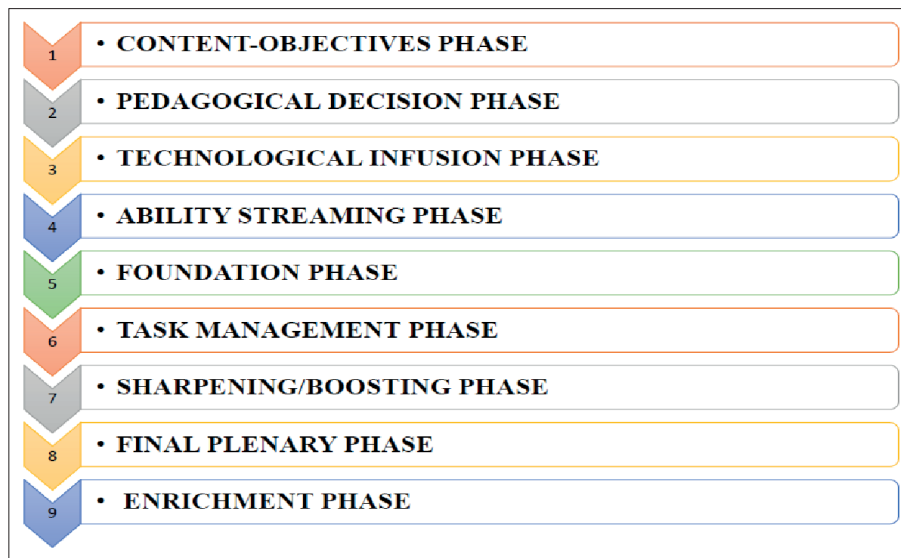 1 • CONTENT-OBJECTIVES PHASE
2 • PEDAGOGICAL DECISION PHASE
3 • TECHNOLOGICAL INFUSION PHASE
4 • ABILITY STREAMING PHASE
5 • FOUNDATION PHASE
6 • TASK MANAGEMENT PHASE
7 • SHARPENING/BOOSTING PHASE
8 • FINAL PLENARY PHASE
9 • ENRICHMENT PHASE